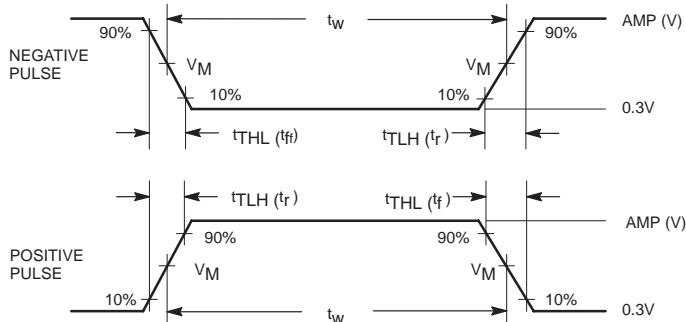 tW
AMP (V)
90%
90%
NEGATIVE
PULSE
VM
VM
10%
10%
0.3V
tTHL (tff)
tTLH (tr)
tTLH (tr)
tTHL (tf)
AMP (V)
90%
90%
POSITIVE
PULSE
VM
VM
10%
10%
tW
0.3V